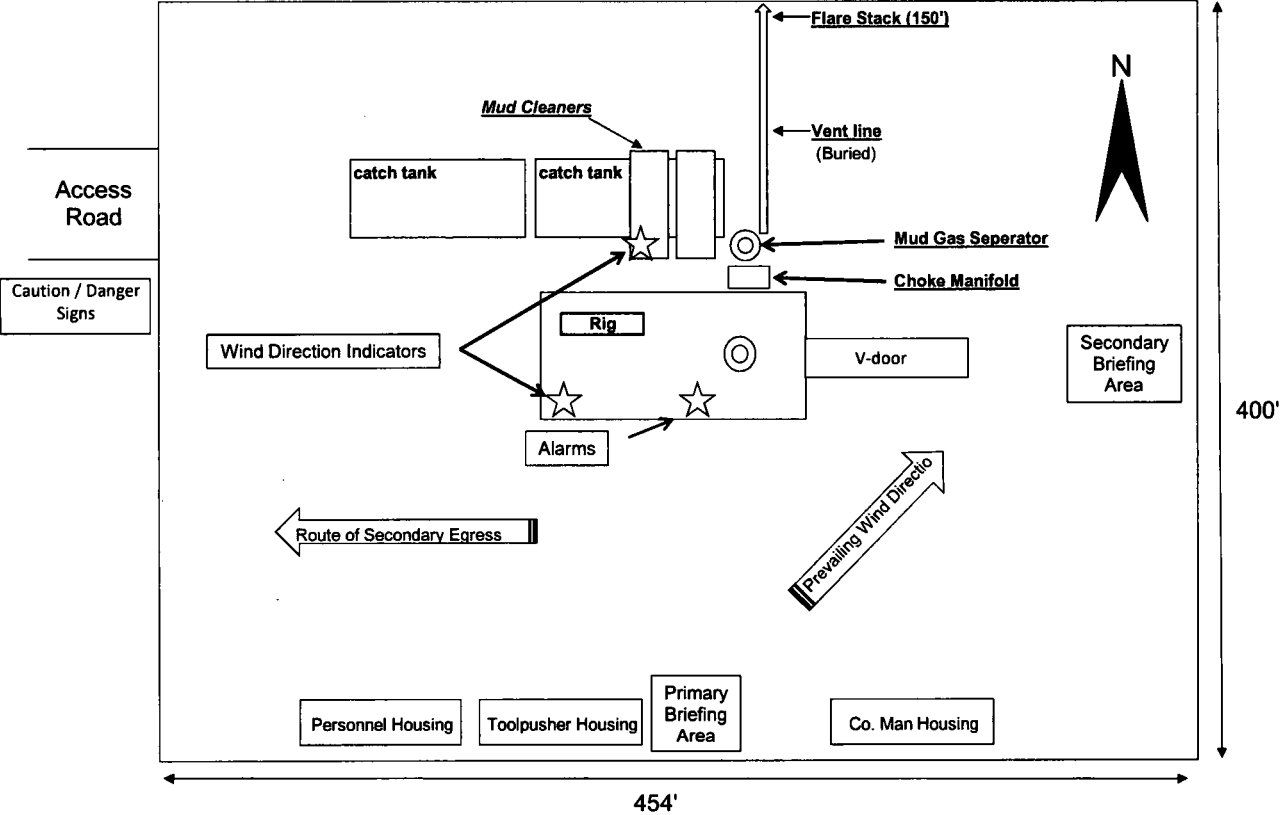 Flare Stack (150')
N
Mud Cleaners
Vent line
(Buried)
catch tank
catch tank
Access
Road
Mud Gas Seperator
Choke Manifold
Caution / Danger
Signs
Rig
Wind Direction Indicators
V-door
Secondary
Briefing
Area
400'
Alarms
Prevailing Wind Directio
Route of Secondary Egress
Primary
Briefing
Area
Personnel Housing
Toolpusher Housing
Co. Man Housing
454'